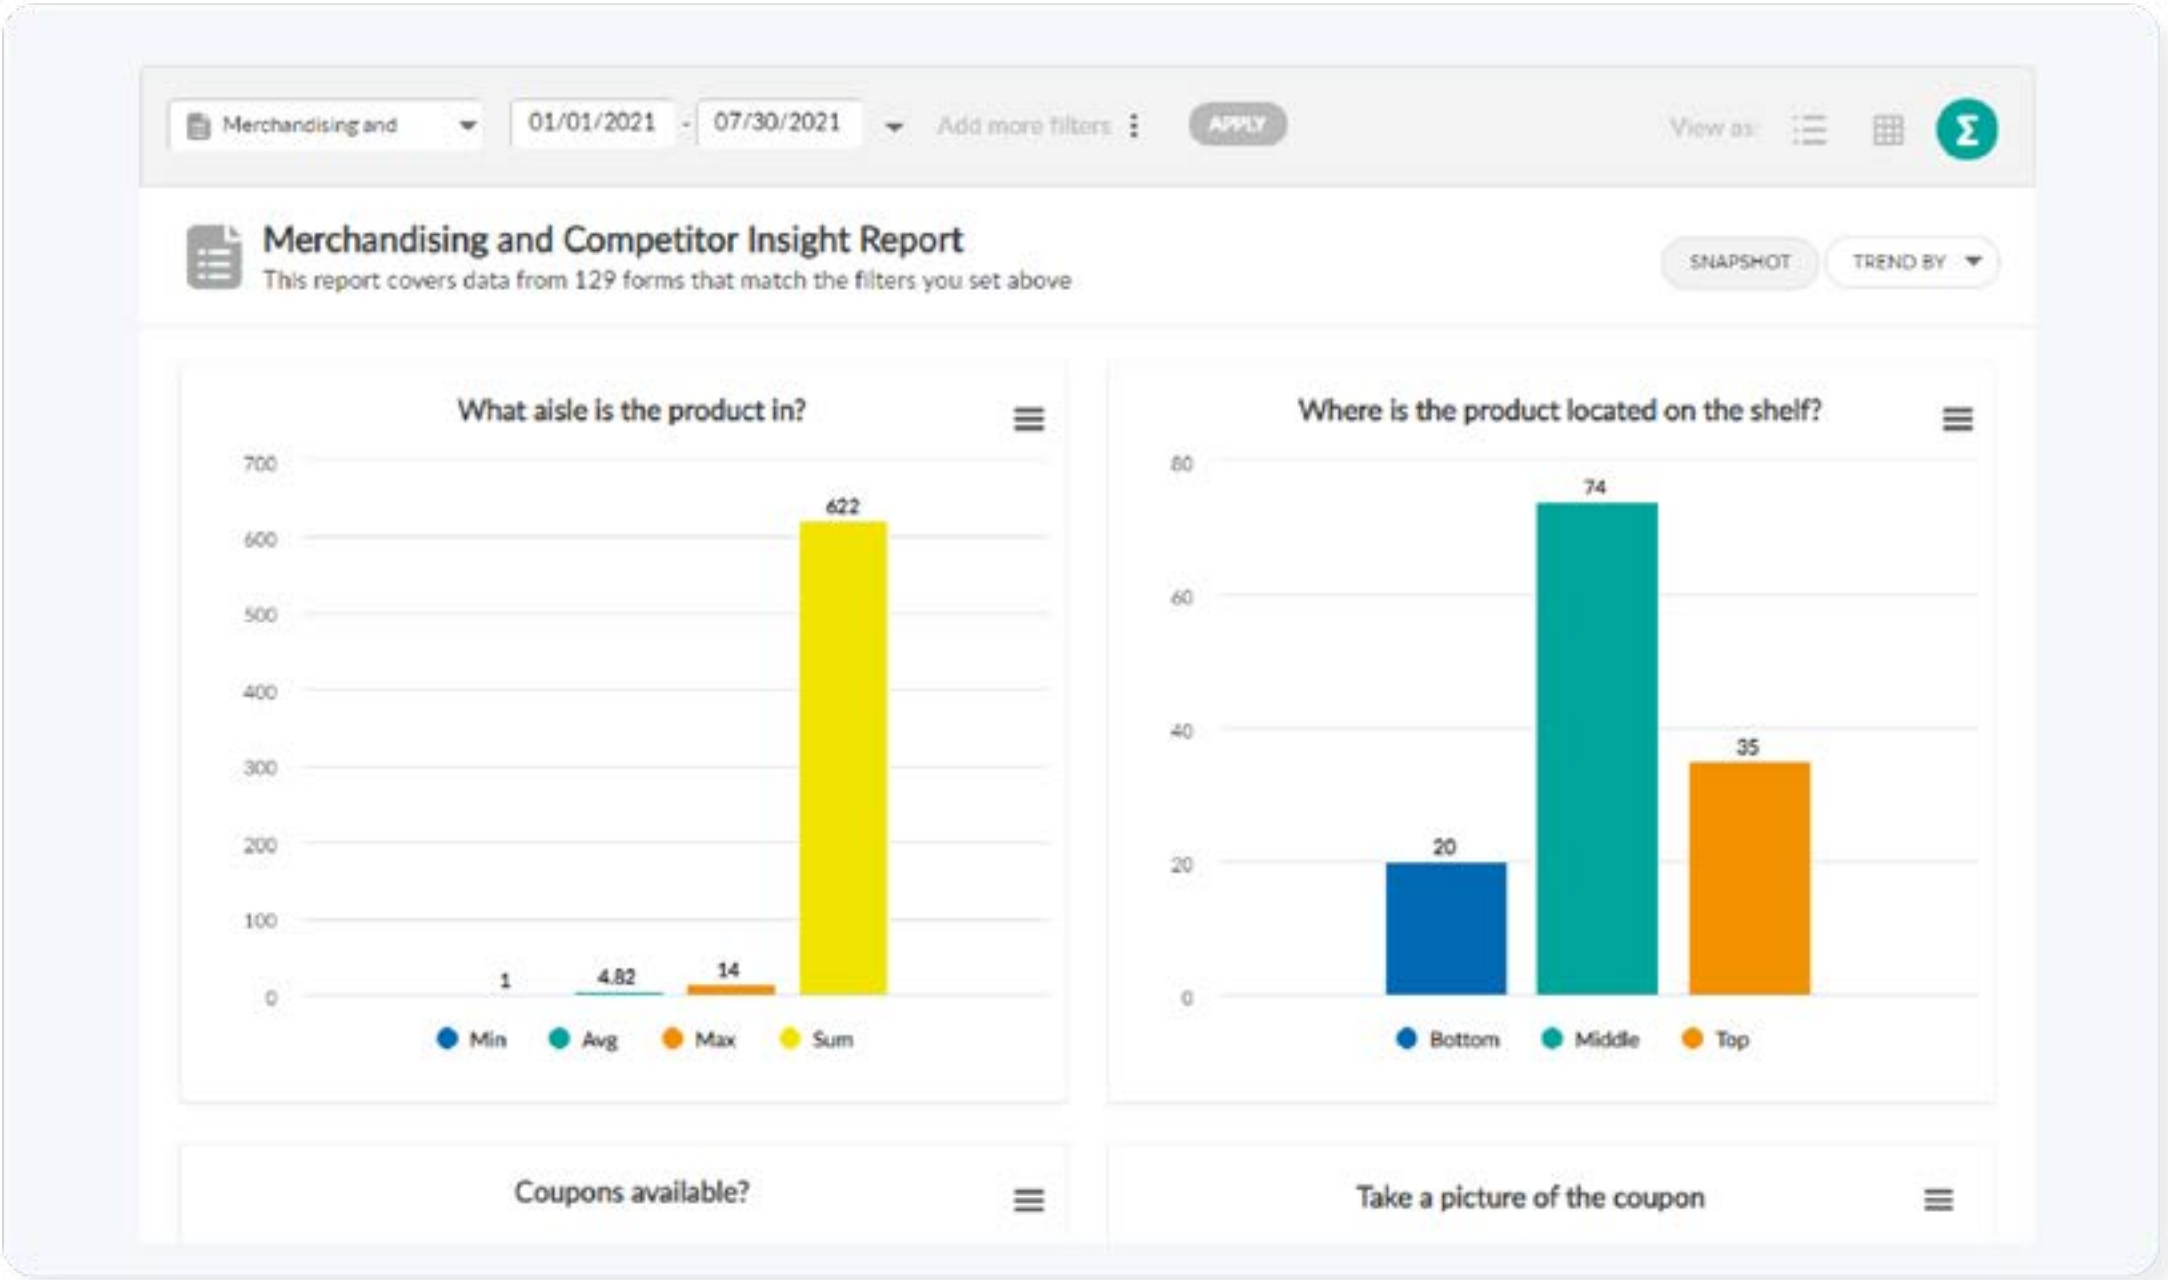 Merchandising and
01/01/2021 - 07/30/2021
Add more filters
APPLY
View as:
Σ
Merchandising and Competitor Insight Report
This report covers data from 129 forms that match the filters you set above
SNAPSHOT
TREND BY
What aisle is the product in?
700
600
500
400
300
200
100
0
1
4.82
14
622
Min
Avg
Max
Sum
Where is the product located on the shelf?
80
60
40
20
0
20
74
35
Bottom
Middle
Top
Coupons available?
Take a picture of the coupon